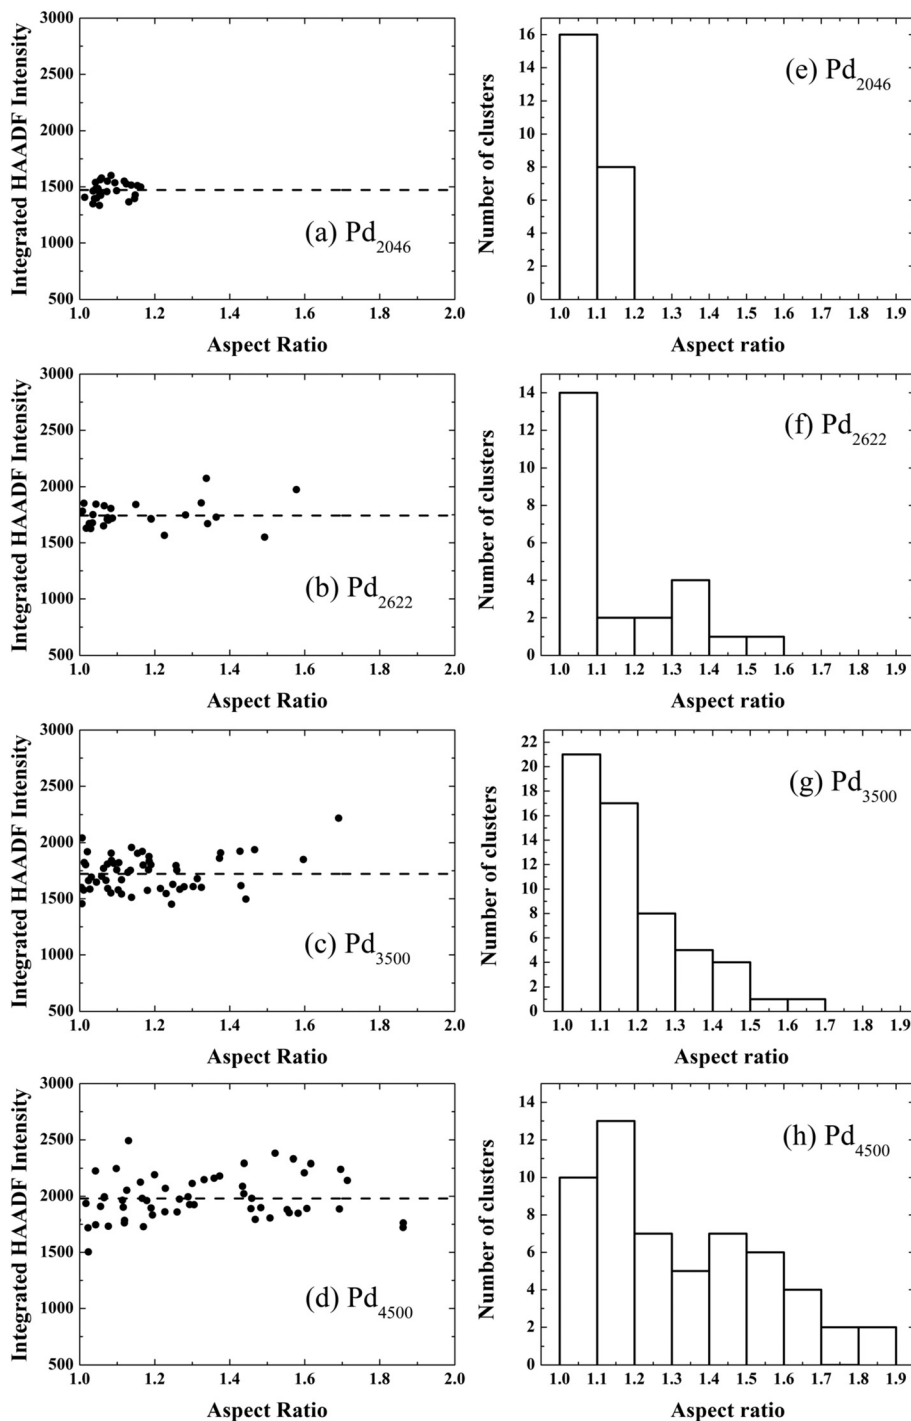 3000
2500
2000
1500
1000
500
Integrated HAADF Intensity
(a) Pd2046
1.0 1.2 1.4 1.6 1.8 2.0
Aspect Ratio
16
14
12
10
8
6
4
2
0
Number of clusters
(e) Pd2046
1.0 1.1 1.2 1.3 1.4 1.5 1.6 1.7 1.8 1.9
Aspect ratio
3000
2500
2000
1500
1000
500
Integrated HAADF Intensity
(b) Pd2622
1.0 1.2 1.4 1.6 1.8 2.0
Aspect Ratio
14
12
10
8
6
4
2
0
Number of clusters
(f) Pd2622
1.0 1.1 1.2 1.3 1.4 1.5 1.6 1.7 1.8 1.9
Aspect ratio
3000
2500
2000
1500
1000
500
Integrated HAADF Intensity
(c) Pd3500
1.0 1.2 1.4 1.6 1.8 2.0
Aspect Ratio
22
20
18
16
14
12
10
8
6
4
2
0
Number of clusters
(g) Pd3500
1.0 1.1 1.2 1.3 1.4 1.5 1.6 1.7 1.8 1.9
Aspect ratio
3000
2500
2000
1500
1000
500
Integrated HAADF Intensity
(d) Pd4500
1.0 1.2 1.4 1.6 1.8 2.0
Aspect Ratio
14
12
10
8
6
4
2
0
Number of clusters
(h) Pd4500
1.0 1.1 1.2 1.3 1.4 1.5 1.6 1.7 1.8 1.9
Aspect ratio